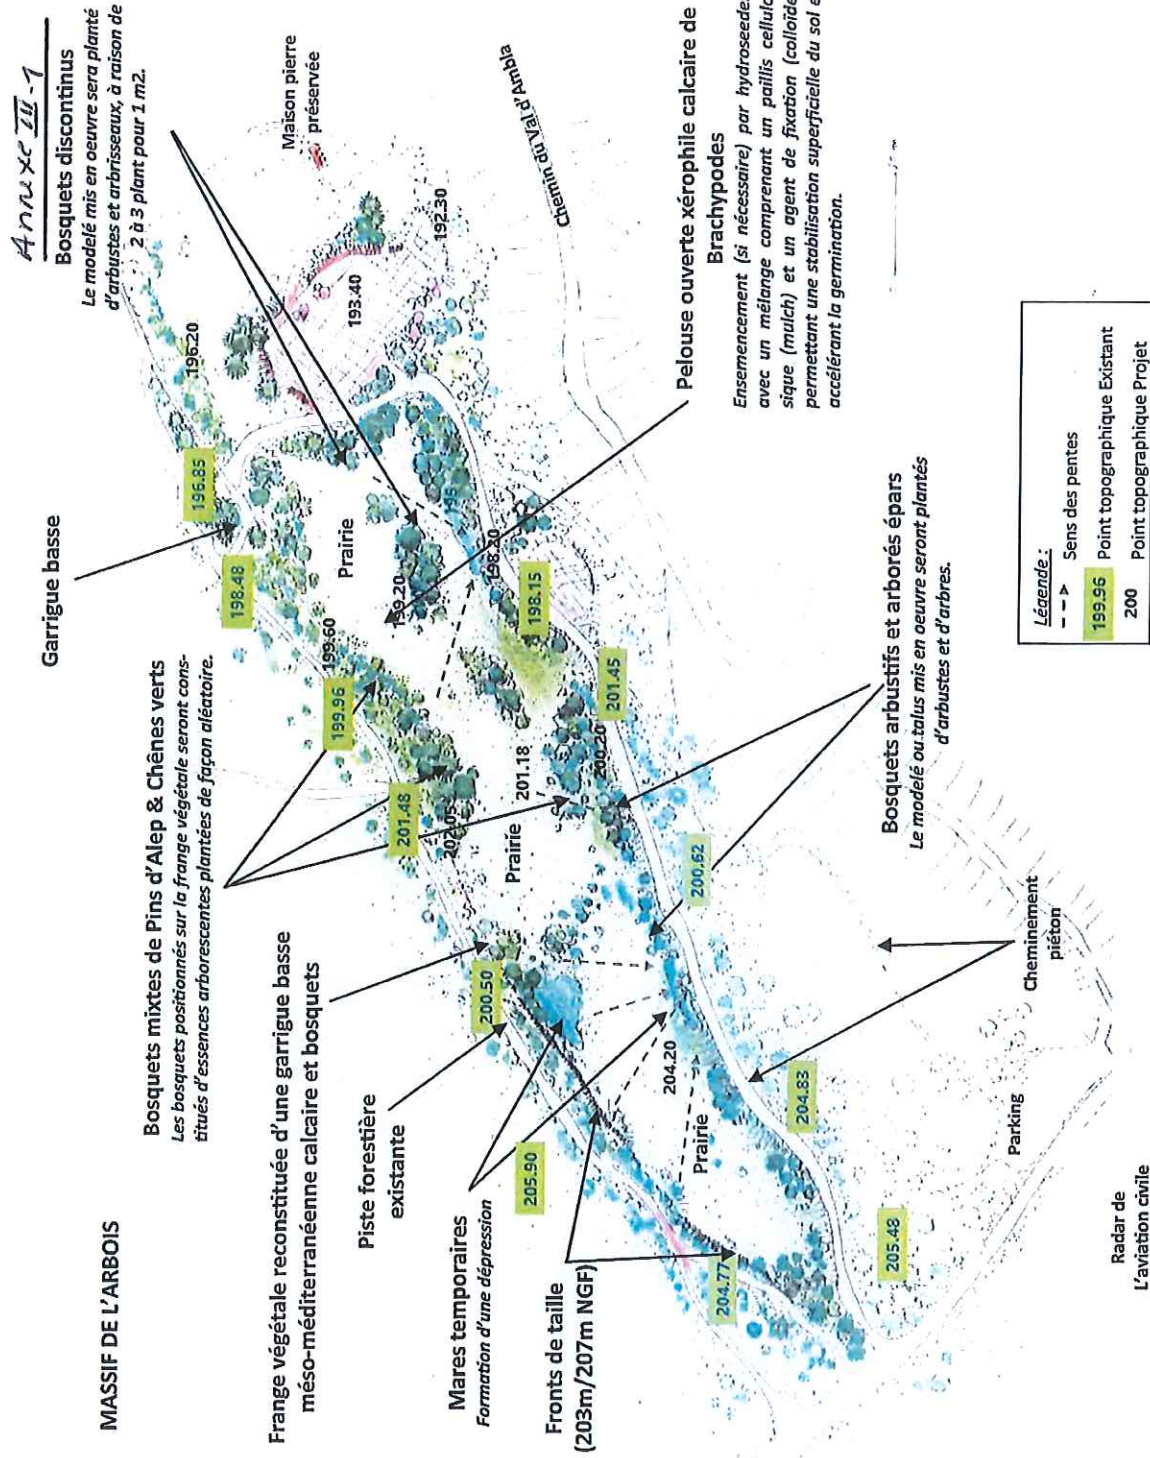 Annexe III-1
MASSIF DE L'ARBOIS
Garrigue basse
Bosquets discontinus
Le modelé mis en oeuvre sera planté
d'arbustes et arbrisseaux, à raison de
2 à 3 plant pour 1 m2.
Maison pierre
préservée
Bosquets mixtes de Pins d'Alep & Chênes verts
Les bosquets positionnés sur la frange végétale seront cons-
titués d'essences arborescentes plantées de façon aléatoire.
Frange végétale reconstituée d'une garrigue basse
méso-méditerranéenne calcaire et bosquets
Piste forestière
existante
Mares temporaires
Formation d'une dépression
Fronts de taille
(203m/207m NGF)
196.20
196.85
198.48
199.60
199.96
201.48
202.05
200.50
205.90
204.77
193.40
192.30
Prairie
199.20
198.20
198.15
201.45
200.20
201.18
Prairie
200.62
204.20
Prairie
204.83
205.48
Chemin du Val d'Ambla
Pelouse ouverte xérophile calcaire de
Brachypodes
Ensemencement (si nécessaire) par hydroseede
avec un mélange comprenant un paillis cellulo
sique (mulch) et un agent de fixation (colloïde
permettant une stabilisation superficielle du sol e
accélérant la germination.
Bosquets arbustifs et arborés épars
Le modelé ou talus mis en oeuvre seront plantés
d'arbustes et d'arbres.
Cheminement
piéton
Parking
Radar de
L'aviation civile
Légende :
Sens des pentes
199.96 Point topographique Existant
200 Point topographique Projet